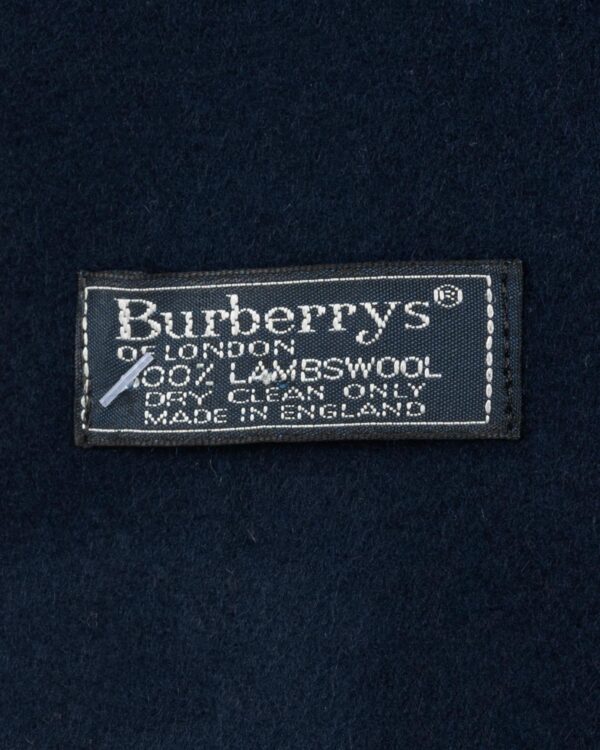 Burberrys®
OF LONDON
100% LAMBSWOOL
DRY CLEAN ONLY
MADE IN ENGLAND